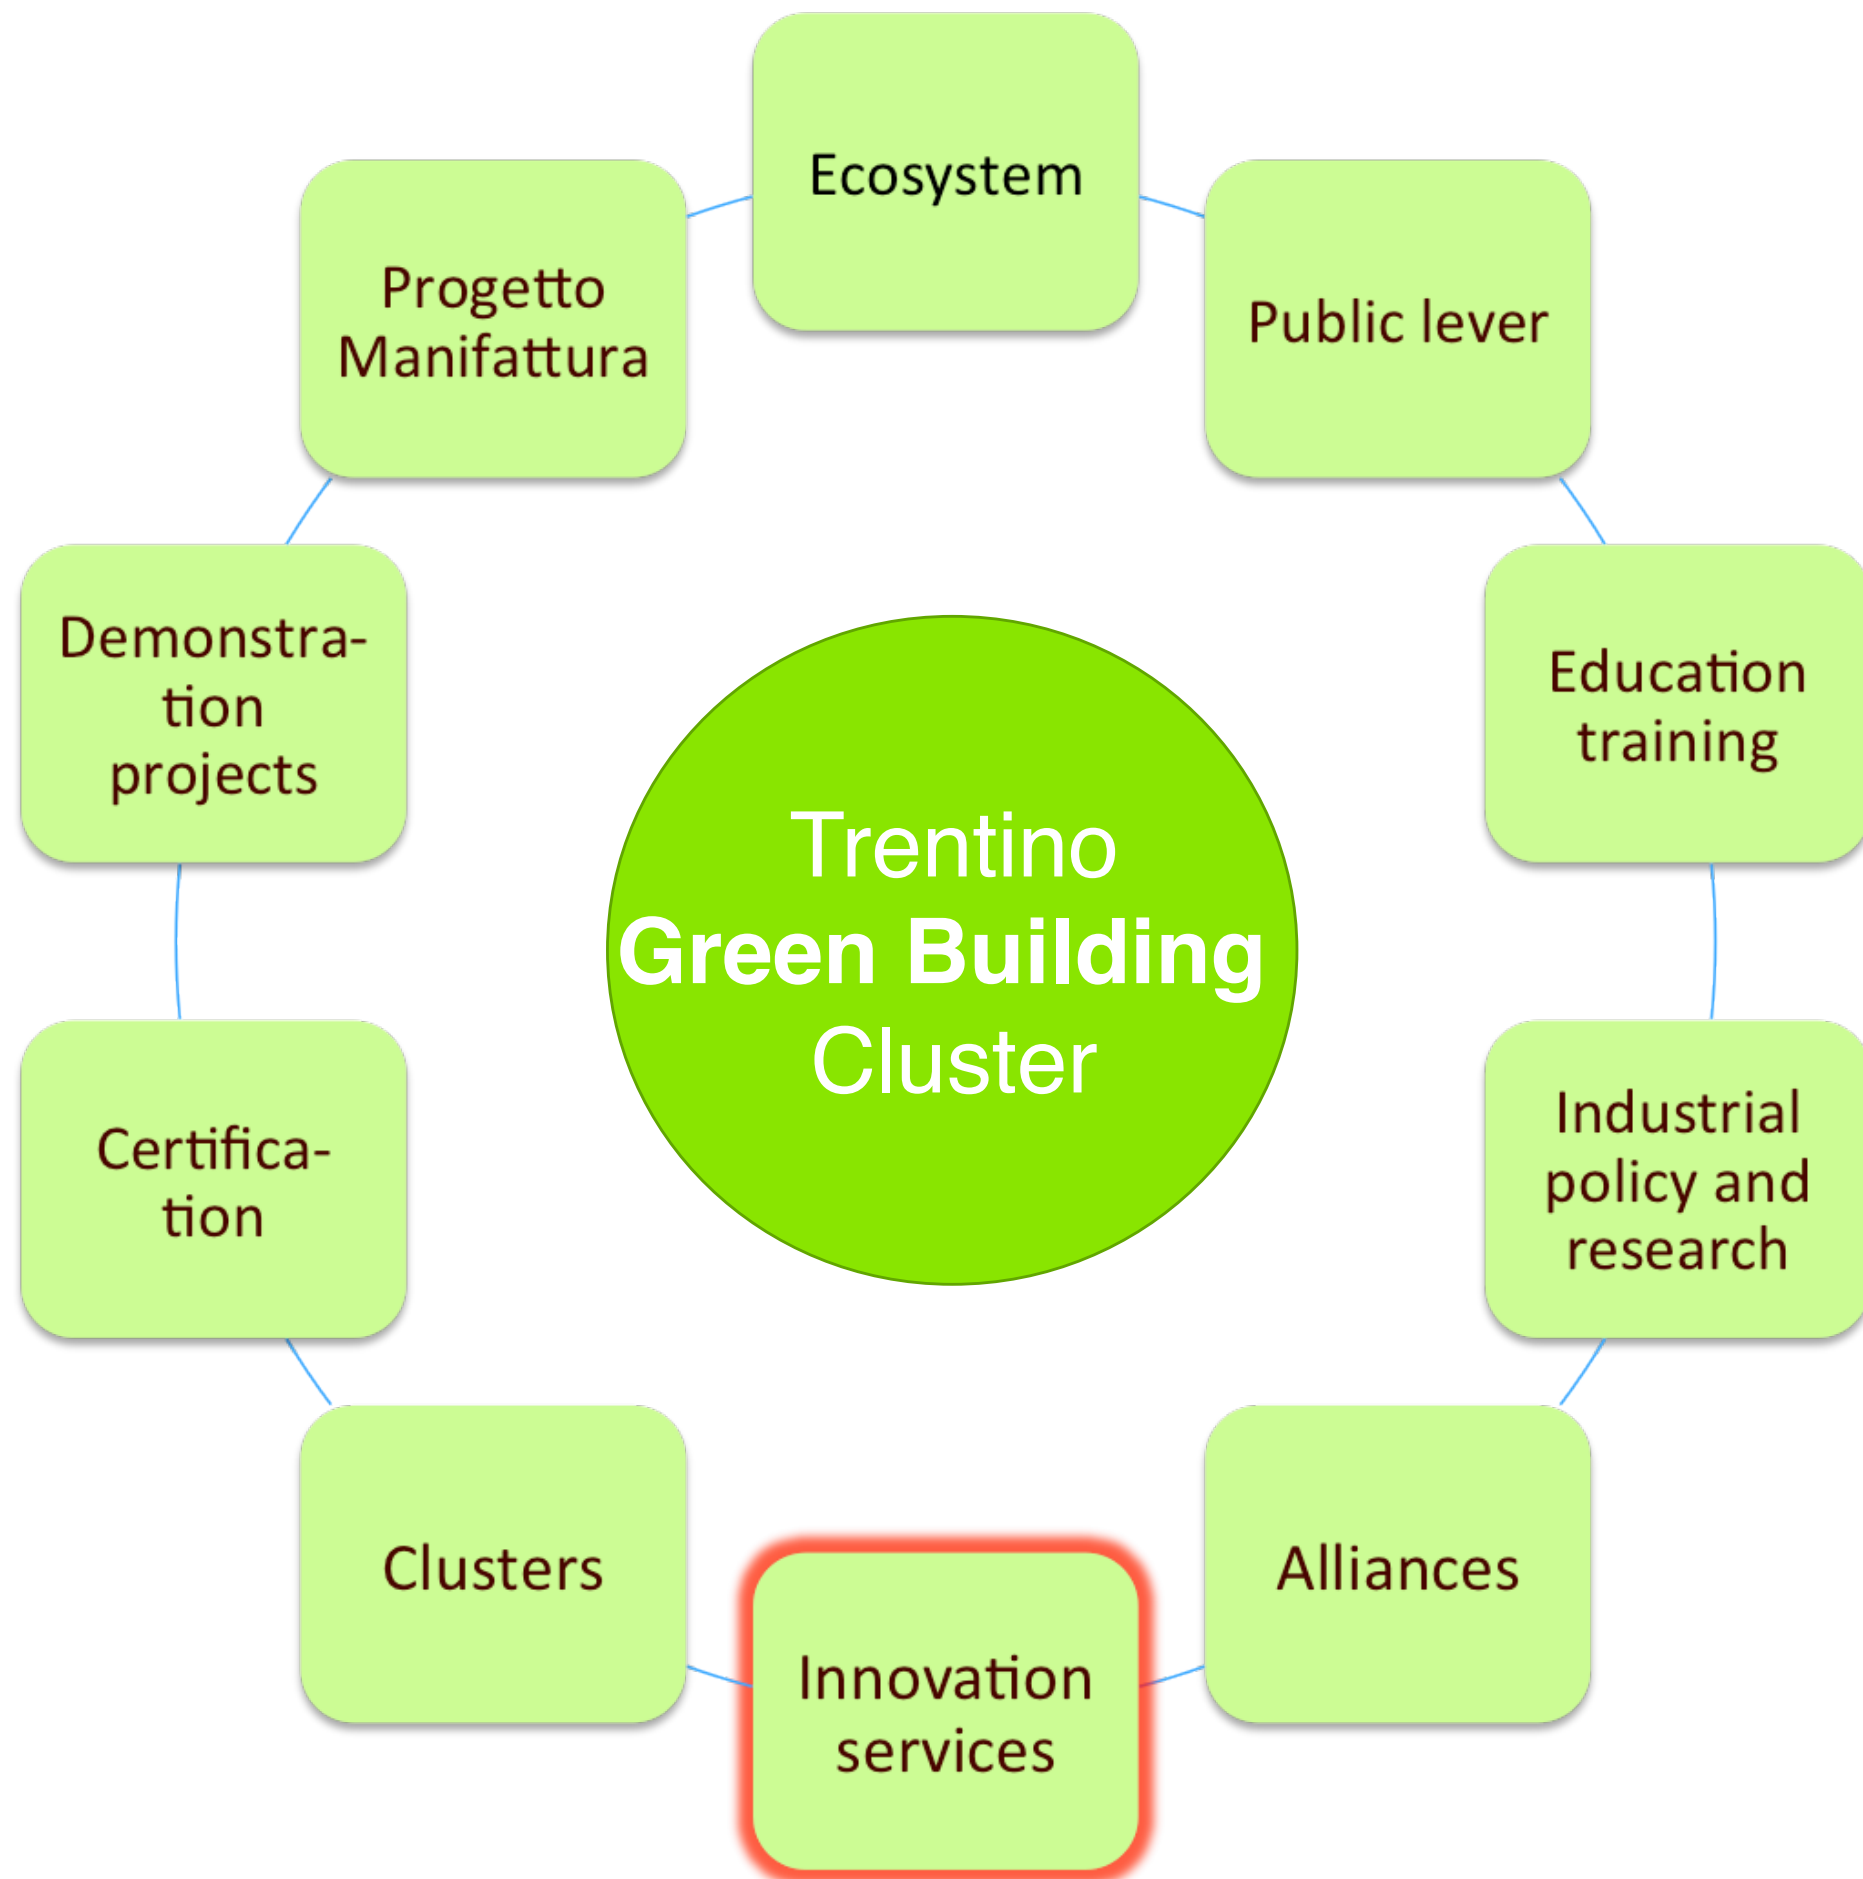 Ecosystem
Public lever
Education
training
Industrial
policy and
research
Alliances
Innovation
services
Clusters
Certifica-
tion
Demonstra-
tion
projects
Progetto
Manifattura
Trentino
Green Building
Cluster